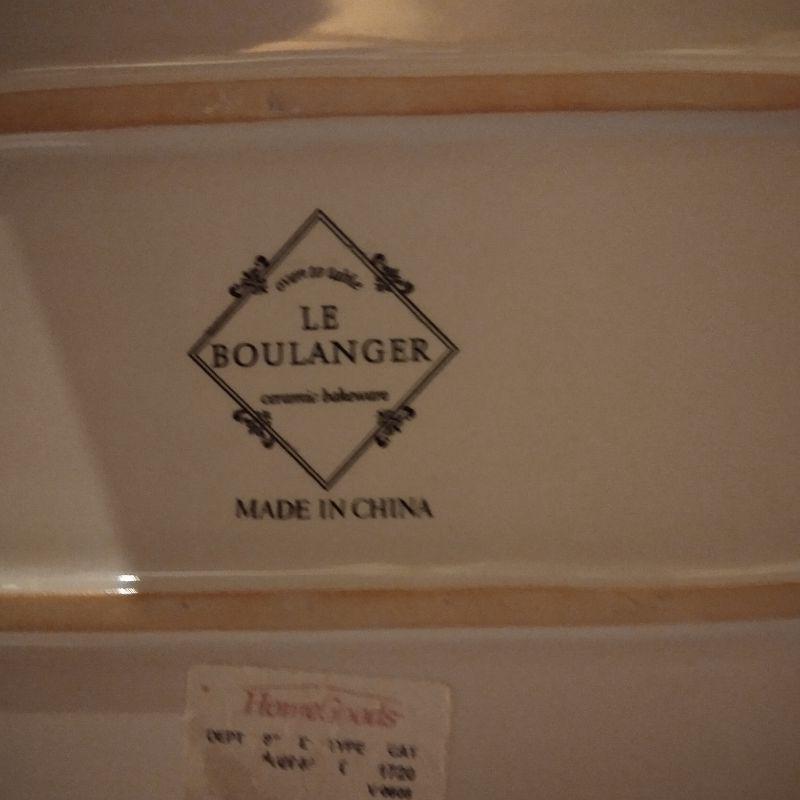 oven to table
LE
BOULANGER
ceramic bakeware
MADE IN CHINA
HomeGoods
DEPT TYPE CAT
1720